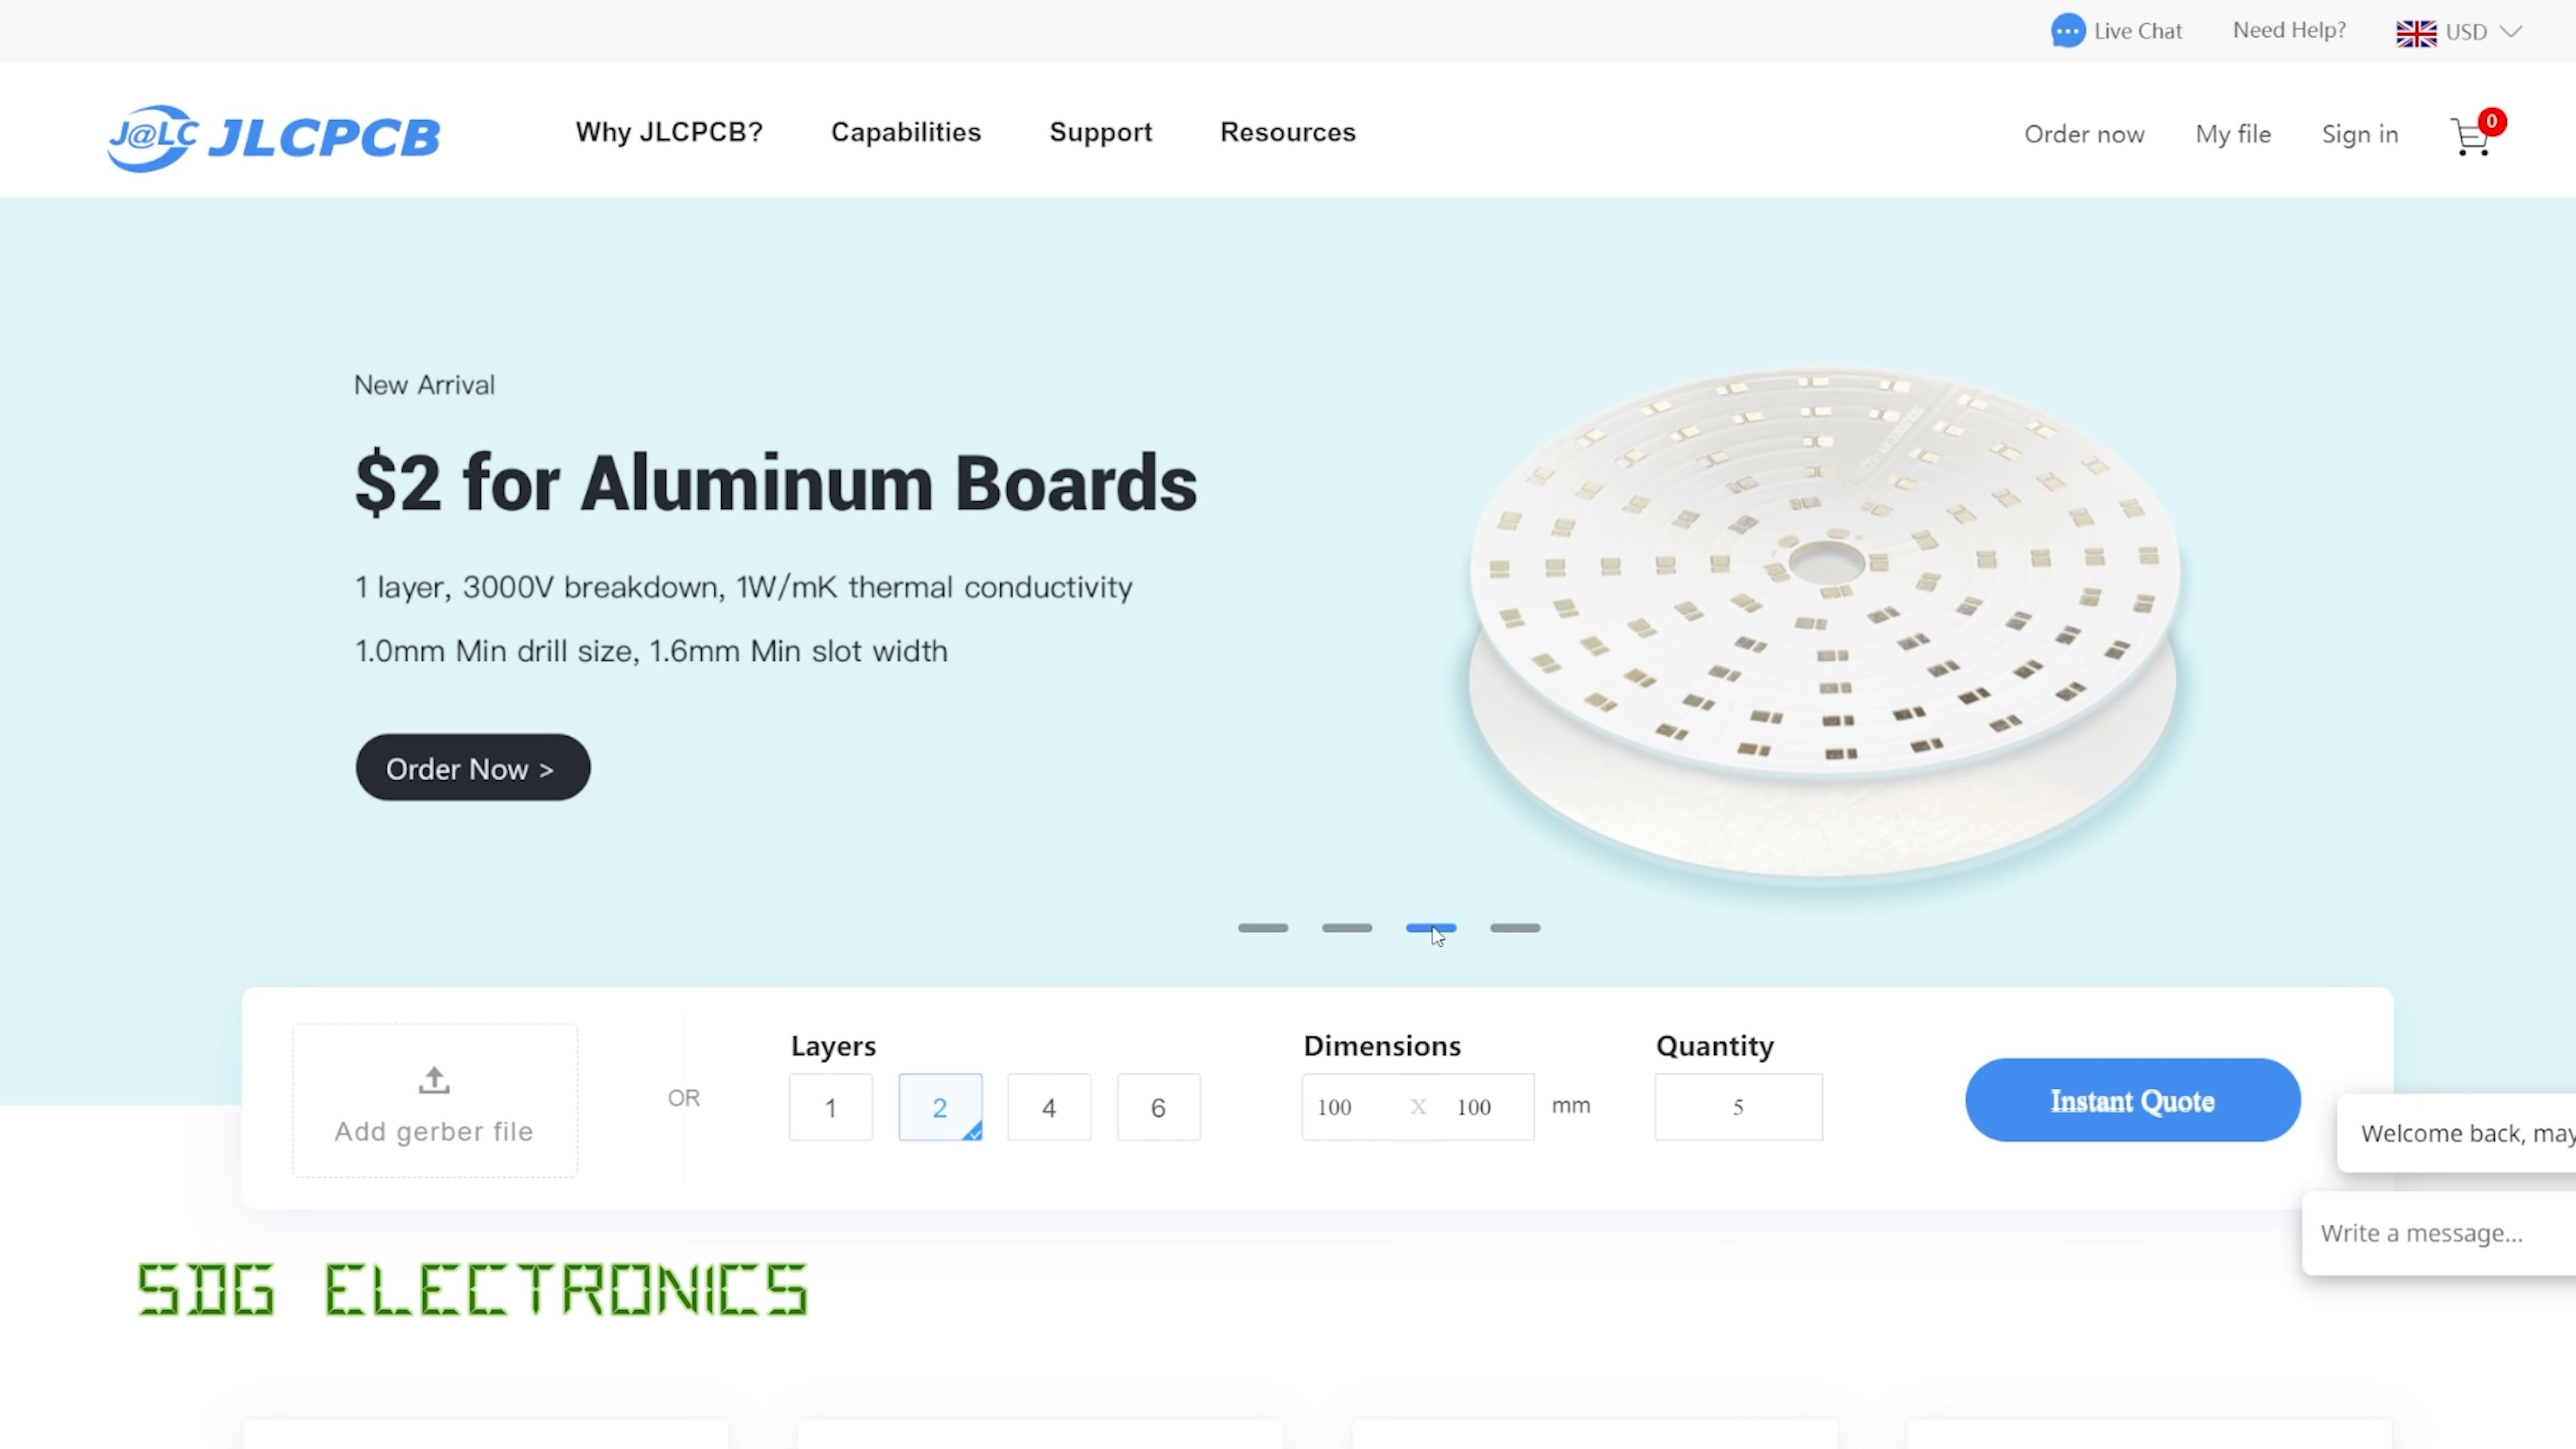 Live Chat Need Help? USD
J@LC JLCPCB Why JLCPCB? Capabilities Support Resources Order now My file Sign in 0
New Arrival
$2 for Aluminum Boards
1 layer, 3000V breakdown, 1W/mK thermal conductivity
1.0mm Min drill size, 1.6mm Min slot width
Order Now >
Layers Dimensions Quantity
Add gerber file OR 1 2 4 6 100 X 100 mm 5 Instant Quote
Welcome back, may
Write a message...
SDG ELECTRONICS